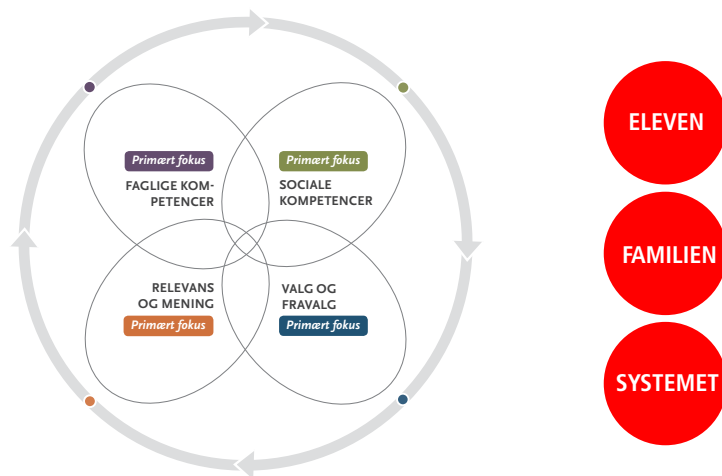 Primært fokus
FAGLIGE KOM-
PETENCER
Primært fokus
SOCIALE
KOMPETENCER
RELEVANS
OG MENING
Primært fokus
VALG OG
FRAVALG
Primært fokus
ELEVEN
FAMILIEN
SYSTEMET